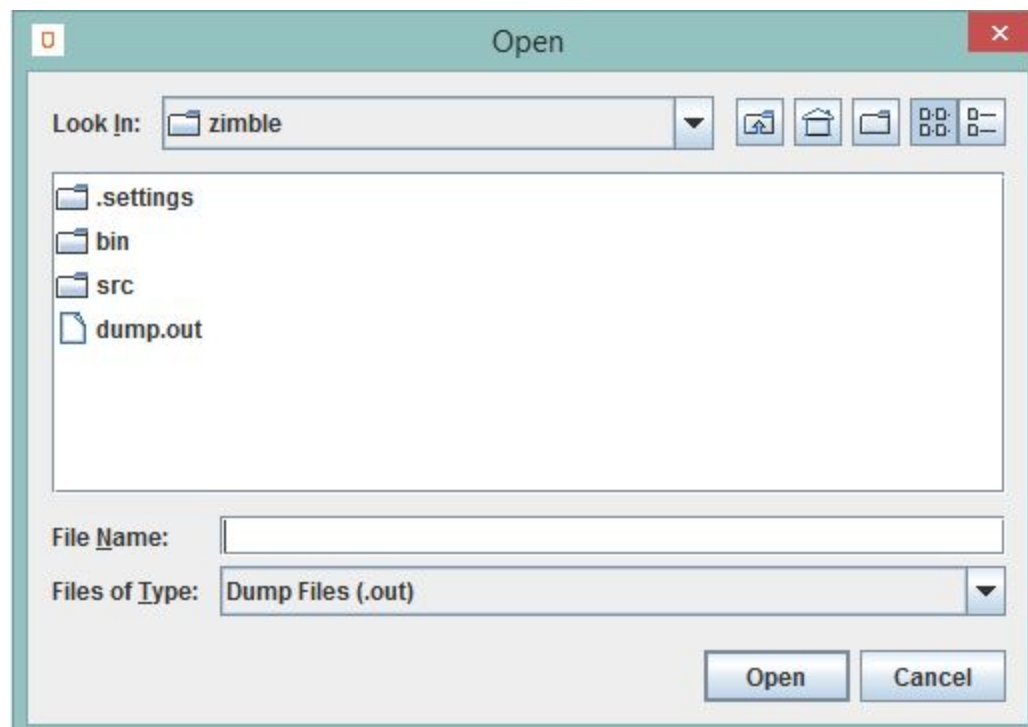 Open
Look In: zimble
.settings
bin
src
dump.out
File Name:
Files of Type: Dump Files (.out)
Open Cancel